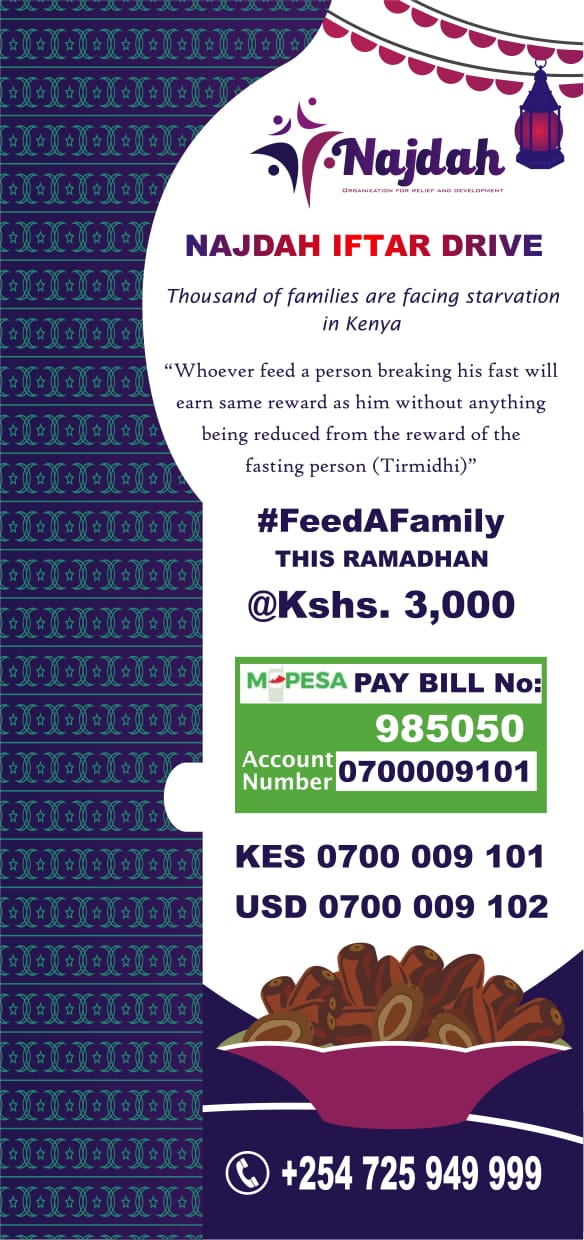 Najdah
ORGANIZATION FOR RELIEF AND DEVELOPMENT
NAJDAH IFTAR DRIVE
Thousand of families are facing starvation
in Kenya
“Whoever feed a person breaking his fast will
earn same reward as him without anything
being reduced from the reward of the
fasting person (Tirmidhi)”
#FeedAFamily
THIS RAMADHAN
@Kshs. 3,000
M-PESA PAY BILL No:
985050
Account
Number 0700009101
KES 0700 009 101
USD 0700 009 102
+254 725 949 999